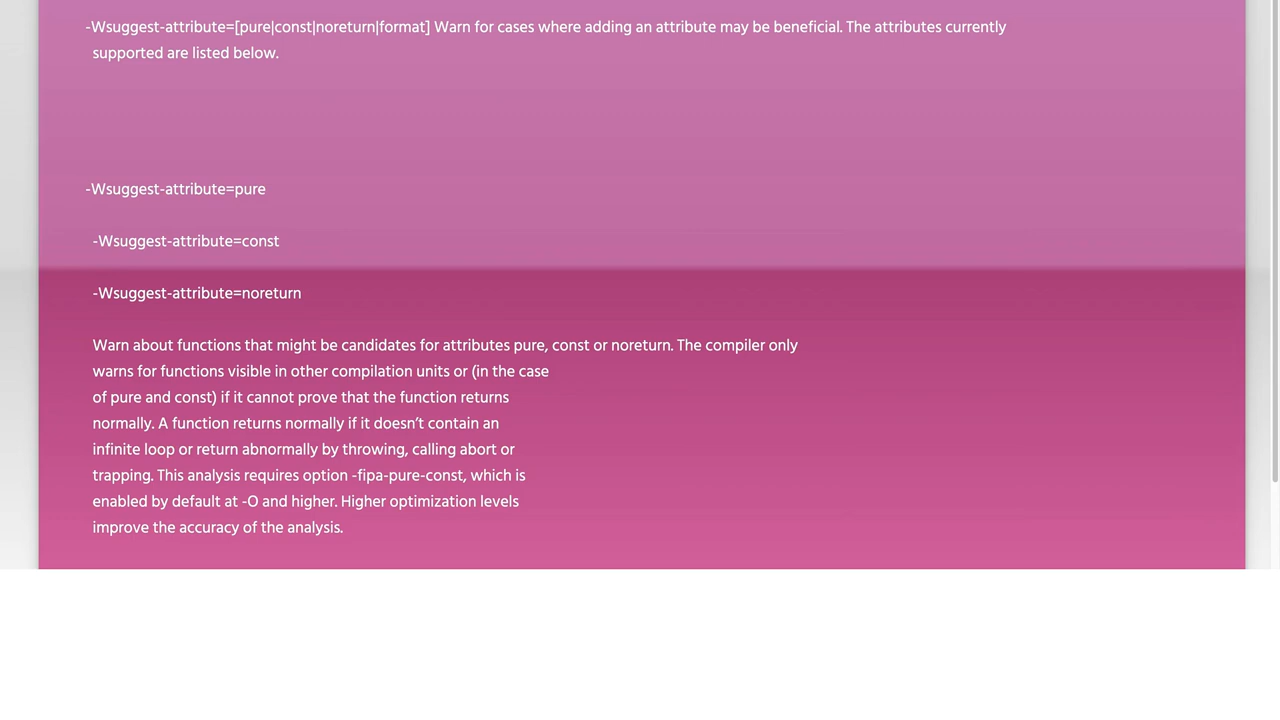 -Wsuggest-attribute=[pure|const|noreturn|format] Warn for cases where adding an attribute may be beneficial. The attributes currently
supported are listed below.
-Wsuggest-attribute=pure
-Wsuggest-attribute=const
-Wsuggest-attribute=noreturn
Warn about functions that might be candidates for attributes pure, const or noreturn. The compiler only
warns for functions visible in other compilation units or (in the case
of pure and const) if it cannot prove that the function returns
normally. A function returns normally if it doesn’t contain an
infinite loop or return abnormally by throwing, calling abort or
trapping. This analysis requires option -fipa-pure-const, which is
enabled by default at -O and higher. Higher optimization levels
improve the accuracy of the analysis.